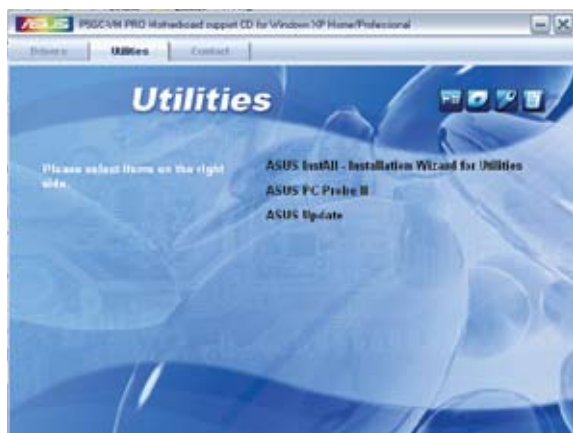 ASUS P5GC-VM PRO Motherboard support CD for Windows XP Home/Professional
Drivers Utilities Contact
Utilities
Please select items on the right
side.
ASUS InstAll - Installation Wizard for Utilities
ASUS PC Probe II
ASUS Update